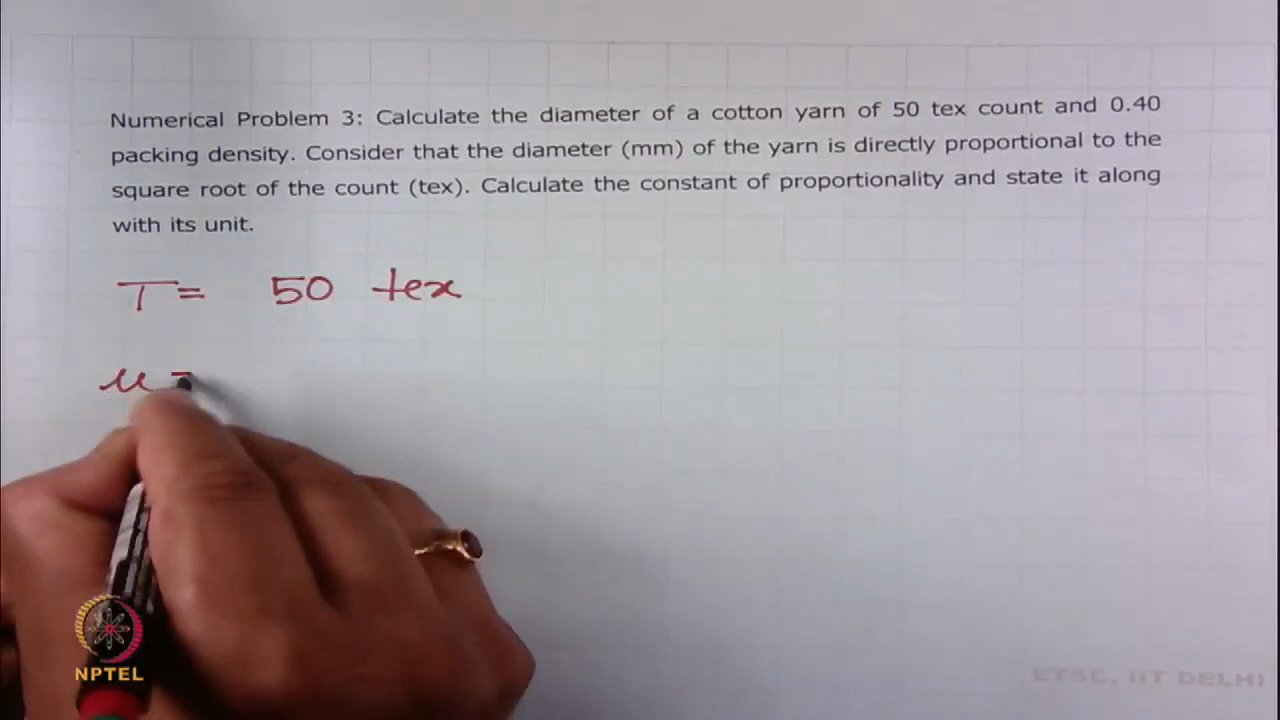 Numerical Problem 3: Calculate the diameter of a cotton yarn of 50 tex count and 0.40
packing density. Consider that the diameter (mm) of the yarn is directly proportional to the
square root of the count (tex). Calculate the constant of proportionality and state it along
with its unit.
T = 50 tex
μ =
NPTEL
ETSC, IIT DELHI